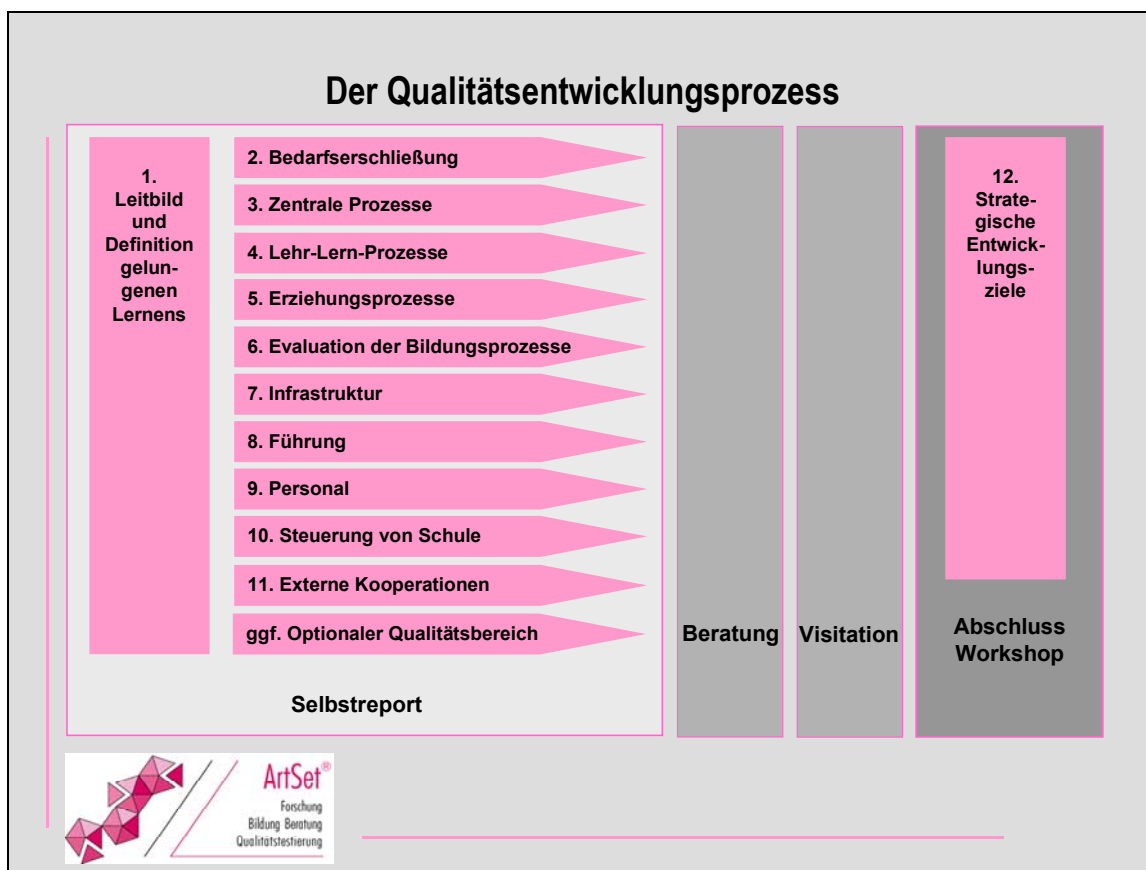 Der Qualitätsentwicklungsprozess
1.
Leitbild
und
Definition
gelun-
genen
Lernens
2. Bedarfserschließung
3. Zentrale Prozesse
4. Lehr-Lern-Prozesse
5. Erziehungsprozesse
6. Evaluation der Bildungsprozesse
7. Infrastruktur
8. Führung
9. Personal
10. Steuerung von Schule
11. Externe Kooperationen
ggf. Optionaler Qualitätsbereich
Selbstreport
Beratung
Visitation
12.
Strate-
gische
Entwick-
lungs-
ziele
Abschluss
Workshop
ArtSet®
Forschung
Bildung Beratung
Qualitätstestierung